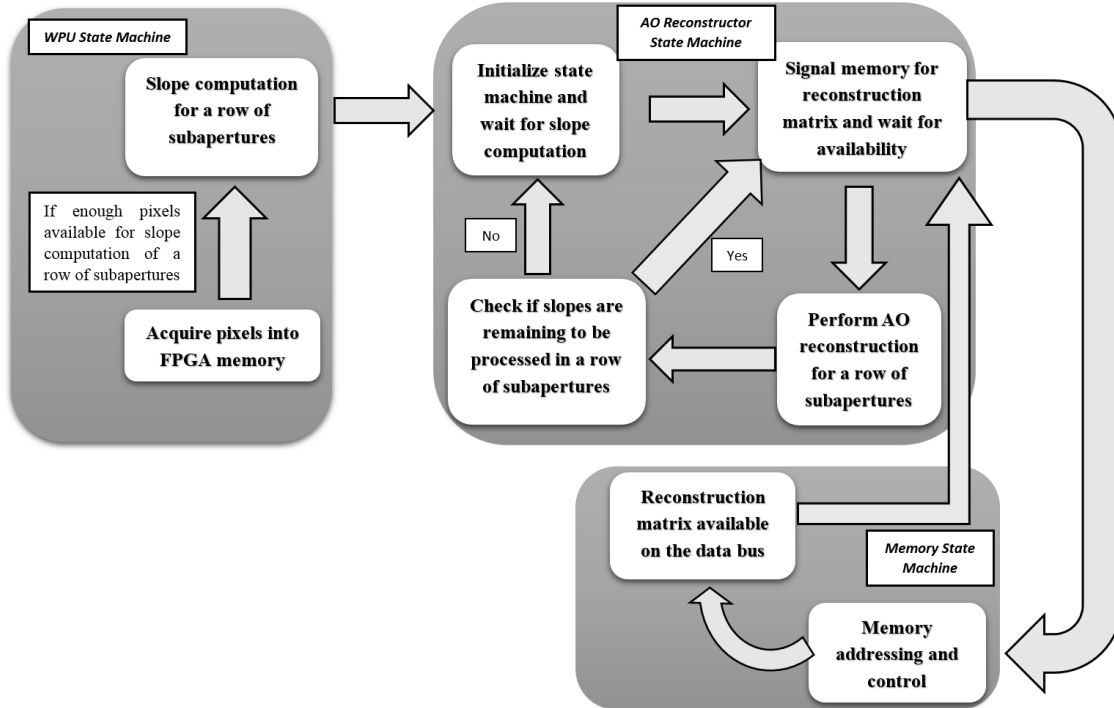 WPU State Machine
Slope computation
for a row of
subapertures
If enough pixels
available for slope
computation of a
row of subapertures
Acquire pixels into
FPGA memory
AO Reconstructor
State Machine
Initialize state
machine and
wait for slope
computation
Signal memory for
reconstruction
matrix and wait for
availability
No
Yes
Check if slopes are
remaining to be
processed in a row
of subapertures
Perform AO
reconstruction
for a row of
subapertures
Reconstruction
matrix available
on the data bus
Memory State
Machine
Memory
addressing and
control